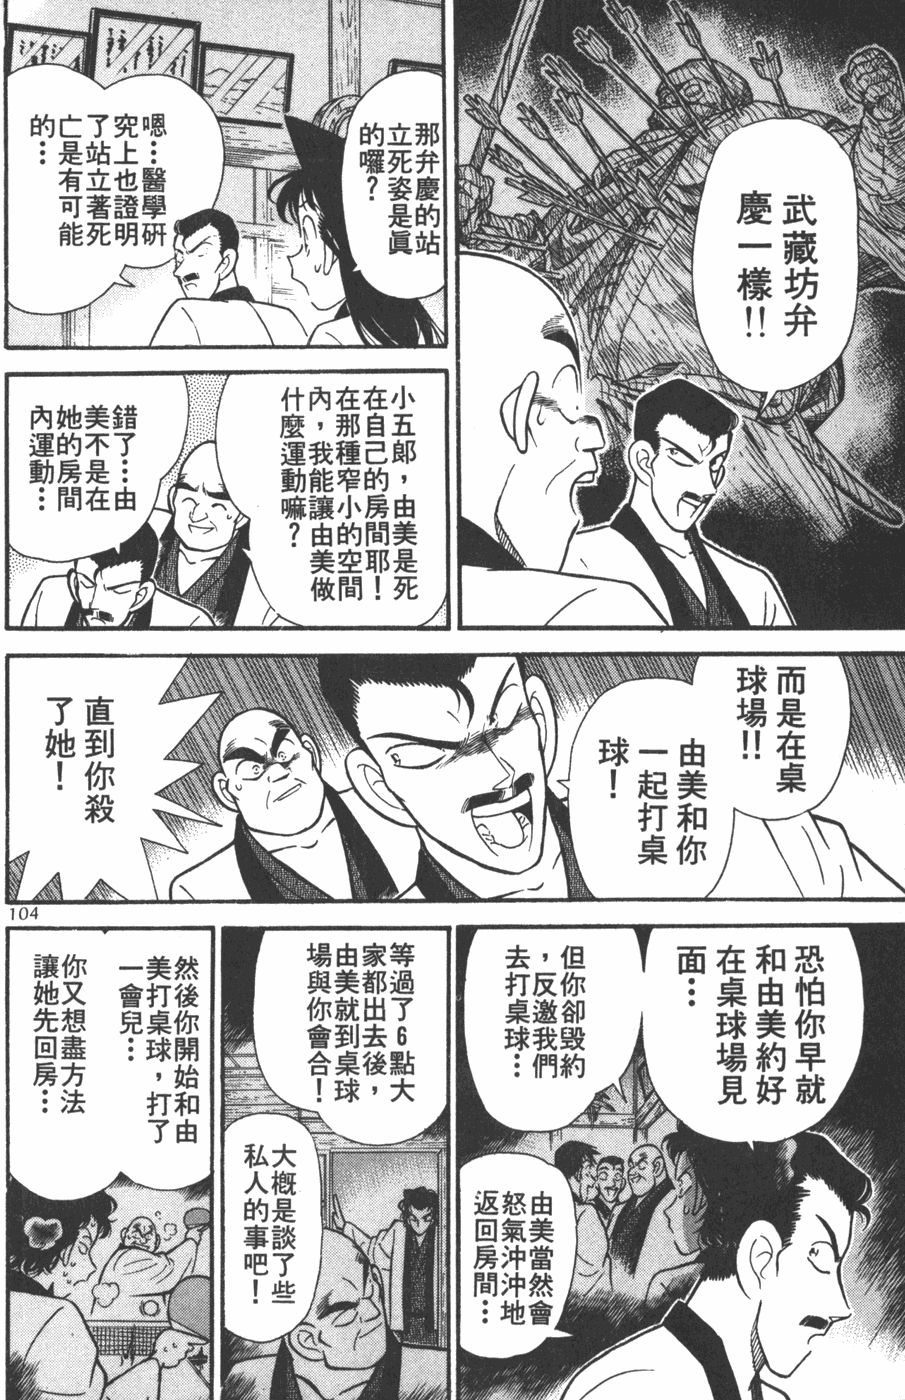 武藏坊弁
慶一樣!!
那弁慶的站
立死姿是眞
的囉?
嗯…醫學研
究上也證明
了站立著死
亡是有可能
的…
小五郎,由美是死
在自己的房間耶!
在那種窄小的空間
內,我能讓由美做
什麼運動嘛?
錯了…由
美不是在
她的房間
內運動…
而是在桌
球場!!
由美和你
一起打桌
球!
直到你殺
了她!
104
恐怕你早就
和由美約好
在桌球場見
面…
但你卻毀約
,反邀我們
去打桌球…
由美當然會
怒氣沖沖地
返回房間…
等過了6點大
家都出去後,
由美就到桌球
場與你會合!
大概是談了些
私人的事吧!
然後你開始和由
美打桌球,打了
一會兒…
你又想盡方法
讓她先回房…